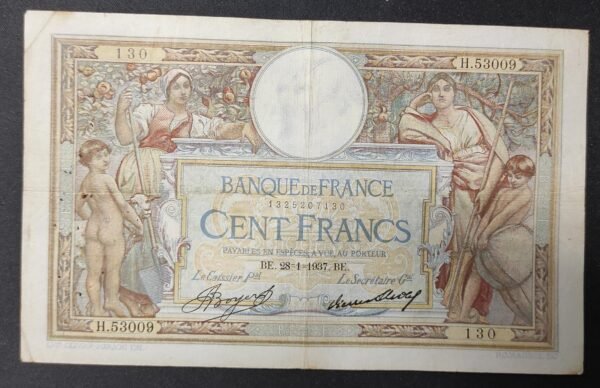 130
H.53009
BANQUE DE FRANCE
1325207130
CENT FRANCS
PAYABLES EN ESPÈCES, A VUE, AU PORTEUR
BE. 28-1-1937. BE.
Le Caissier Pal
Le Secrétaire Gal
H.53009
130